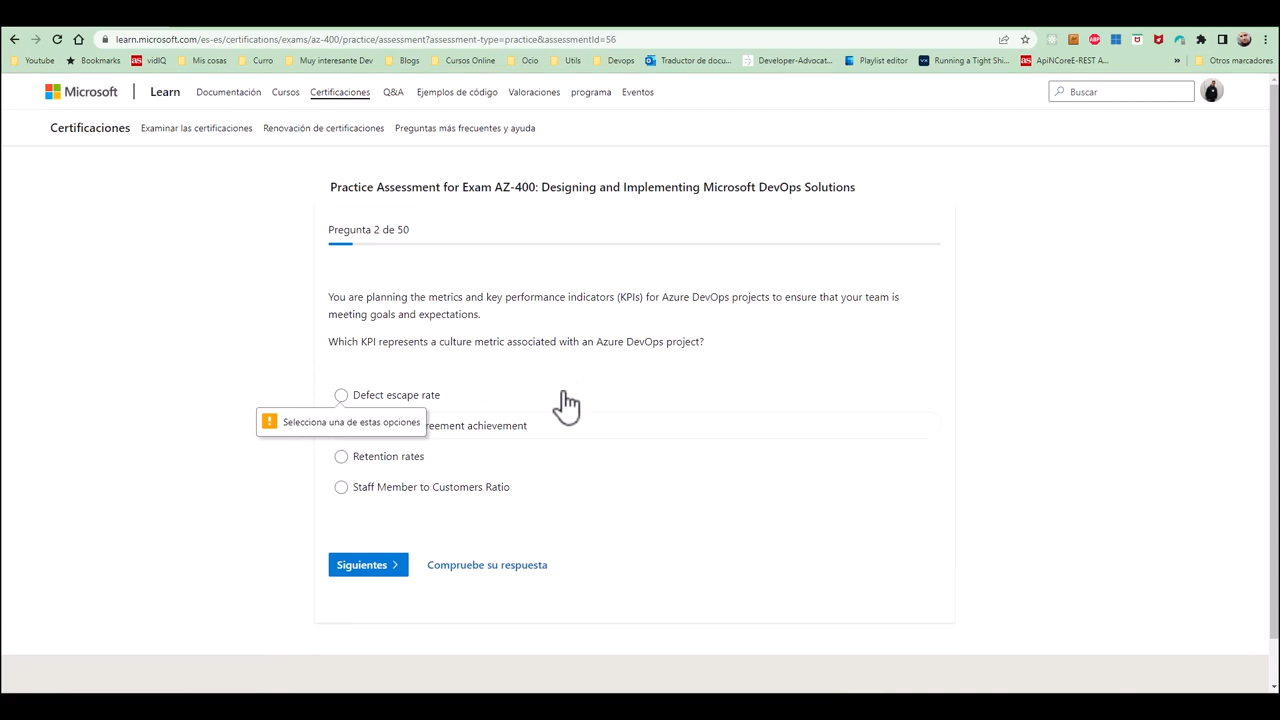 learn.microsoft.com/es-es/certifications/exams/az-400/practice/assessment?assessment-type=practice&assessmentId=56
Youtube Bookmarks vidIQ Mis cosas Curro Muy interesante Dev Blogs Cursos Online Ocio Utils Devops Traductor de docu... Developer-Advocat... Playlist editor Running a Tight Shi... ApiNCoreE-REST A... » Otros marcadores
Microsoft Learn Documentación Cursos Certificaciones Q&A Ejemplos de código Valoraciones programa Eventos Buscar
Certificaciones Examinar las certificaciones Renovación de certificaciones Preguntas más frecuentes y ayuda
Practice Assessment for Exam AZ-400: Designing and Implementing Microsoft DevOps Solutions
Pregunta 2 de 50
You are planning the metrics and key performance indicators (KPIs) for Azure DevOps projects to ensure that your team is
meeting goals and expectations.
Which KPI represents a culture metric associated with an Azure DevOps project?
Defect escape rate
Selecciona una de estas opciones
reement achievement
Retention rates
Staff Member to Customers Ratio
Siguientes
Compruebe su respuesta